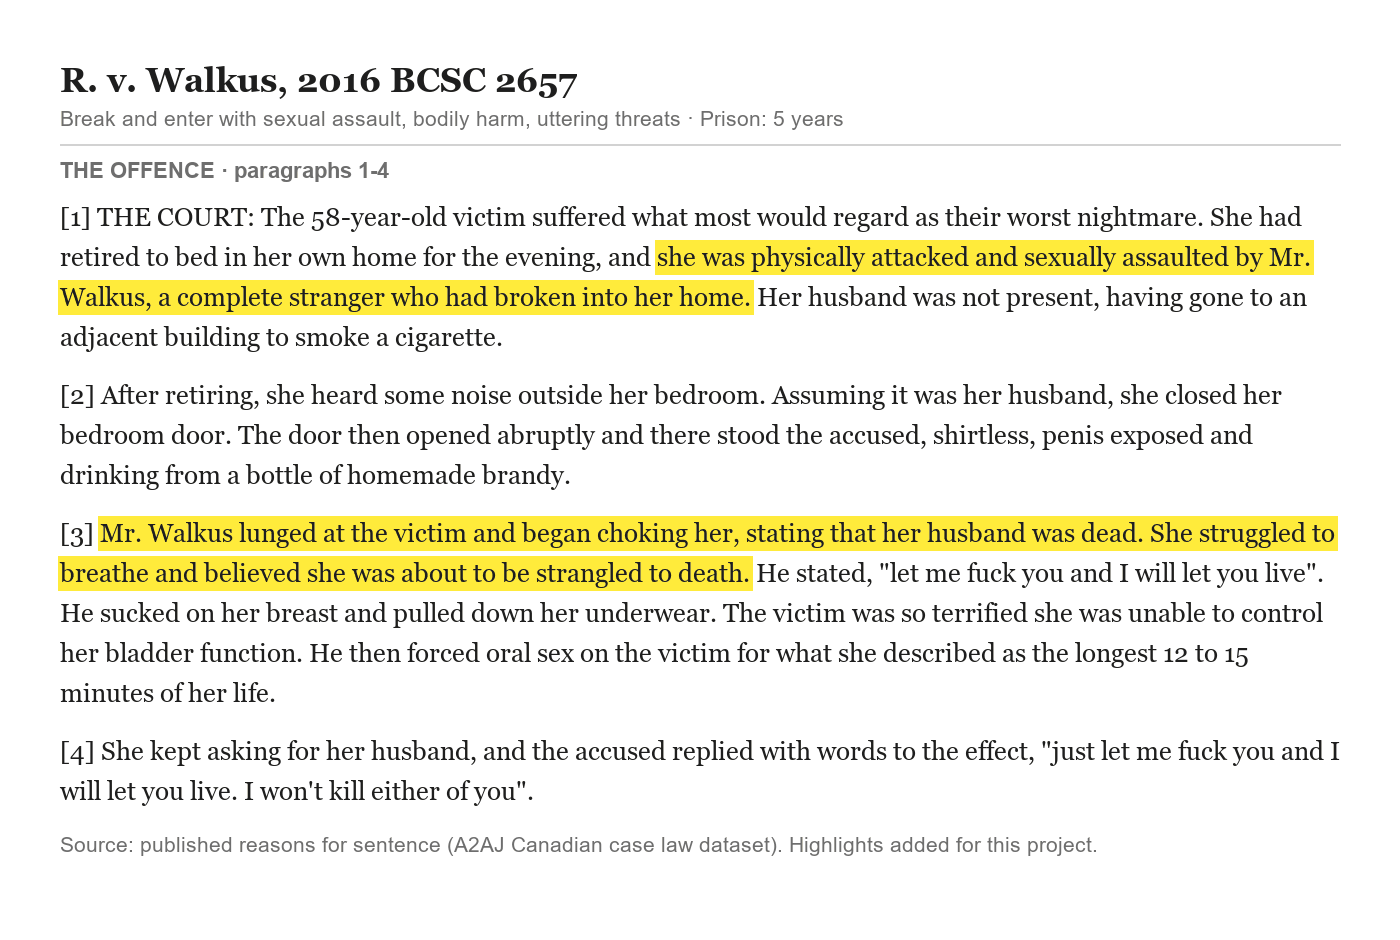 R. v. Walkus, 2016 BCSC 2657
Break and enter with sexual assault, bodily harm, uttering threats · Prison: 5 years
THE OFFENCE · paragraphs 1-4
[1] THE COURT: The 58-year-old victim suffered what most would regard as their worst nightmare. She had
retired to bed in her own home for the evening, and she was physically attacked and sexually assaulted by Mr.
Walkus, a complete stranger who had broken into her home. Her husband was not present, having gone to an
adjacent building to smoke a cigarette.
[2] After retiring, she heard some noise outside her bedroom. Assuming it was her husband, she closed her
bedroom door. The door then opened abruptly and there stood the accused, shirtless, penis exposed and
drinking from a bottle of homemade brandy.
[3] Mr. Walkus lunged at the victim and began choking her, stating that her husband was dead. She struggled to
breathe and believed she was about to be strangled to death. He stated, "let me fuck you and I will let you live".
He sucked on her breast and pulled down her underwear. The victim was so terrified she was unable to control
her bladder function. He then forced oral sex on the victim for what she described as the longest 12 to 15
minutes of her life.
[4] She kept asking for her husband, and the accused replied with words to the effect, "just let me fuck you and I
will let you live. I won't kill either of you".
Source: published reasons for sentence (A2AJ Canadian case law dataset). Highlights added for this project.